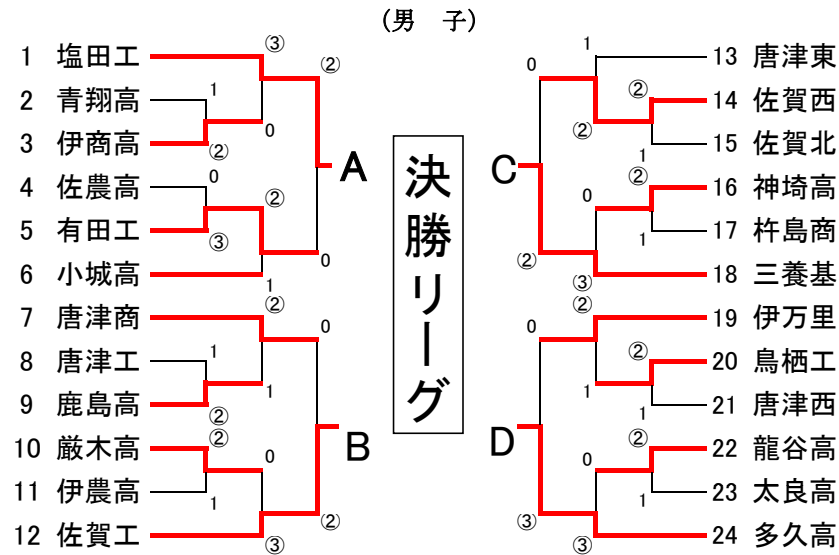 (男 子)
1 塩田工
2 青翔高
3 伊商高
4 佐農高
5 有田工
6 小城高
7 唐津商
8 唐津工
9 鹿島高
10 厳木高
11 伊農高
12 佐賀工
③
②
1
0
②
0
②
③
0
1
②
0
1
1
②
②
0
1
②
③
A
B
決勝リーグ
C
D
0
1
②
②
1
②
0
1
②
③
②
0
②
1
1
②
0
1
③
③
13 唐津東
14 佐賀西
15 佐賀北
16 神埼高
17 杵島商
18 三養基
19 伊万里
20 鳥栖工
21 唐津西
22 龍谷高
23 太良高
24 多久高